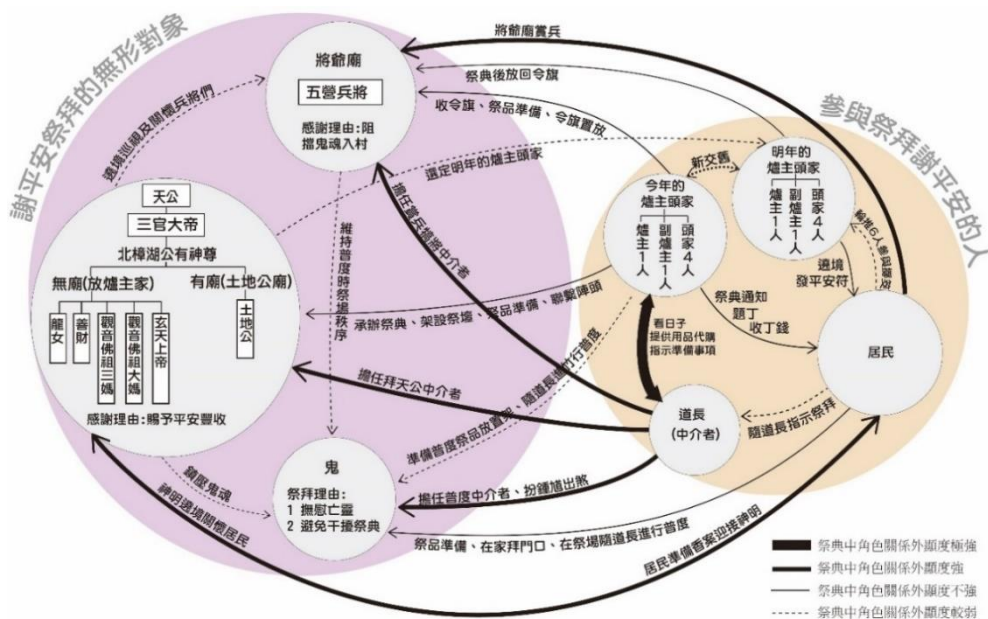 謝平安祭拜的無形對象
將爺廟
五營兵將
感謝理由:阻
擋鬼魂入村
遶境巡視及關懷兵將們
天公
三官大帝
北樟湖公有神尊
無廟(放爐主家)
有廟(土地公廟)
龍女
善財
觀音佛祖三媽
觀音佛祖大媽
玄天上帝
土地公
感謝理由:賜予平安豐收
鬼
祭拜理由:
1 撫慰亡靈
2 避免干擾祭典
鎮壓鬼魂
神明遶境關懷居民
維持普度時祭場秩序
將爺廟賞兵
祭典後放回令旗
收令旗、祭品準備、令旗置放
選定明年的爐主頭家
擔任賞兵犒將中介者
承辦祭典、架設祭壇、祭品準備、聯繫陣頭
擔任拜天公中介者
隨道長進行普度
擔任普度中介者、扮鍾馗出煞
祭品準備、在家拜門口、在祭場隨道長進行普度
居民準備香案迎接神明
參與祭拜謝平安的人
今年的
爐主頭家
爐主1人
副爐主1人
頭家4人
新交舊
明年的
爐主頭家
爐主1人
副爐主1人
頭家4人
遶境
發平安符
祭典通知
題丁
收丁錢
看日子
提供用品代購
指示準備事項
居民
道長
(中介者)
隨道長指示祭拜
祭典中角色關係外顯度極強
祭典中角色關係外顯度強
祭典中角色關係外顯度不強
祭典中角色關係外顯度較弱